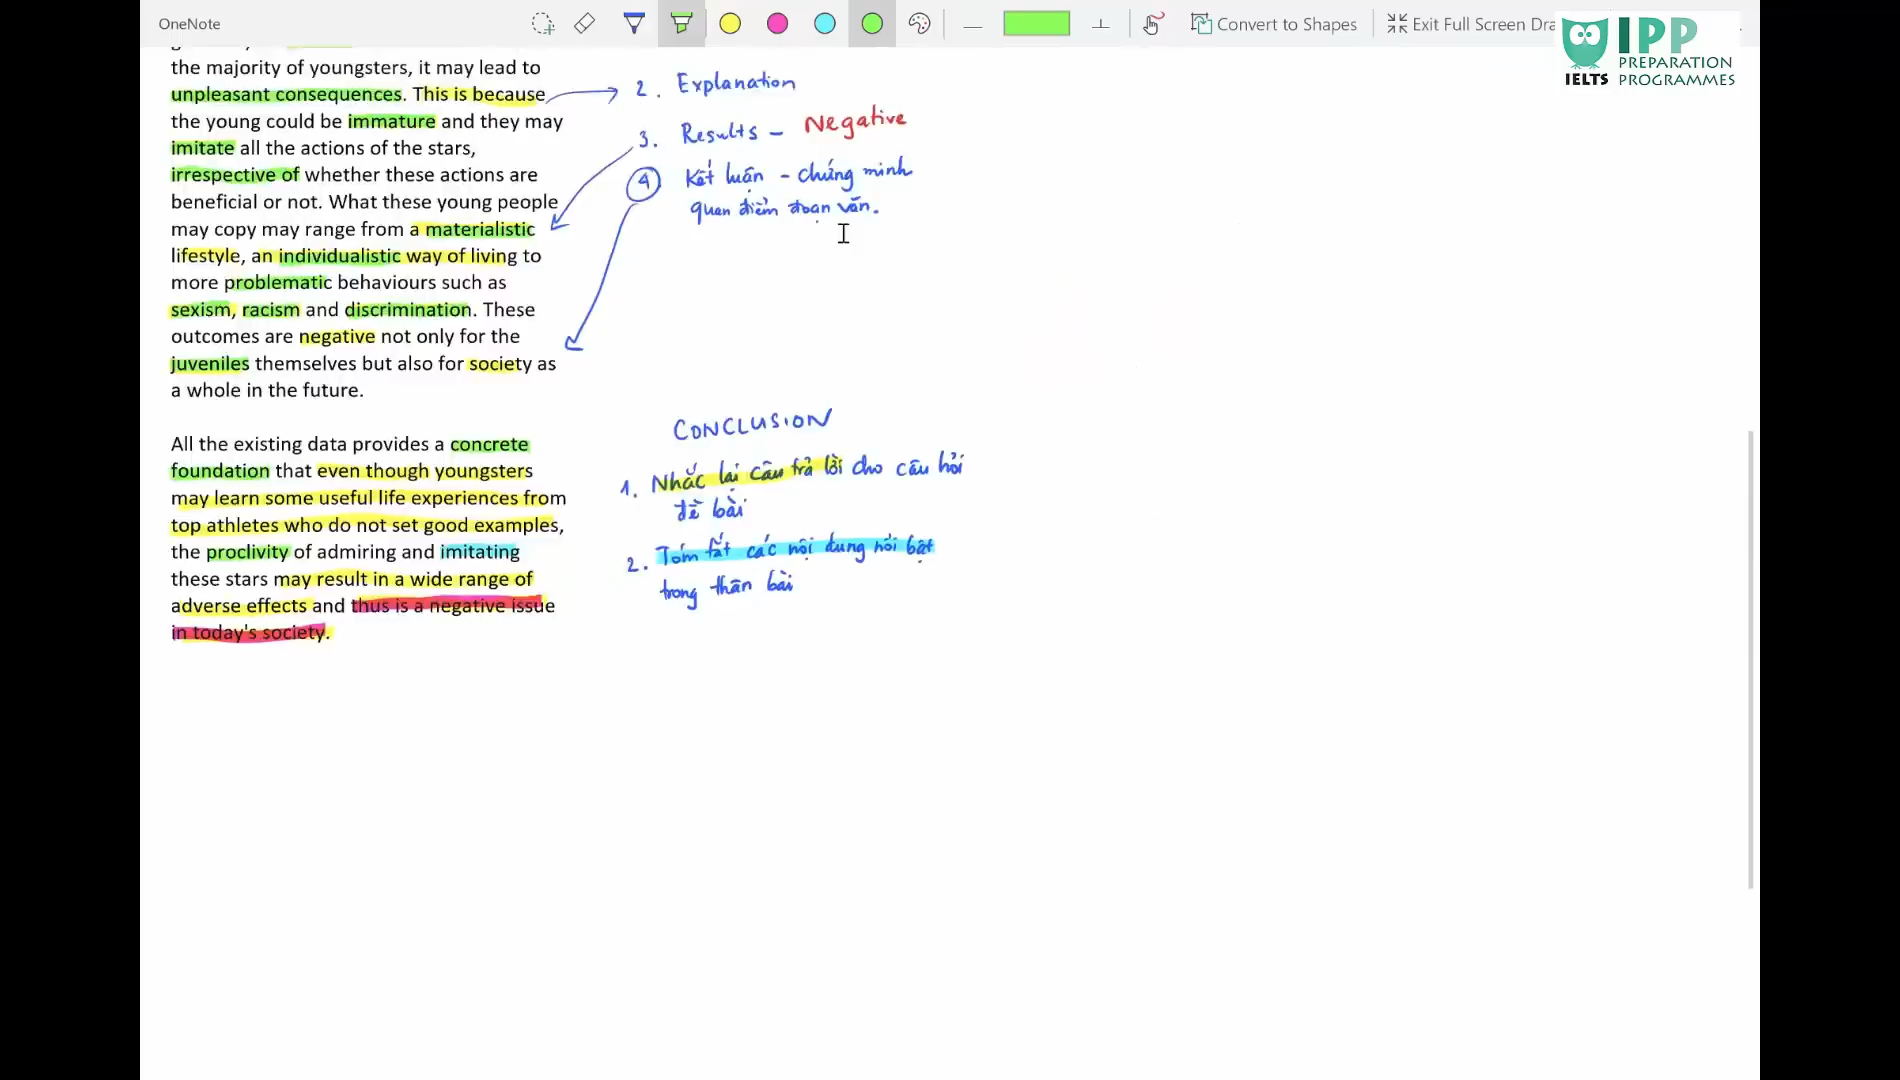 OneNote
Convert to Shapes
Exit Full Screen Dra
IPP
PREPARATION
IELTS PROGRAMMES
the majority of youngsters, it may lead to
unpleasant consequences. This is because
the young could be immature and they may
imitate all the actions of the stars,
irrespective of whether these actions are
beneficial or not. What these young people
may copy may range from a materialistic
lifestyle, an individualistic way of living to
more problematic behaviours such as
sexism, racism and discrimination. These
outcomes are negative not only for the
juveniles themselves but also for society as
a whole in the future.
2. Explanation
3. Results - Negative
4 Kết luận - chứng minh
quan điểm đoạn văn.
All the existing data provides a concrete
foundation that even though youngsters
may learn some useful life experiences from
top athletes who do not set good examples,
the proclivity of admiring and imitating
these stars may result in a wide range of
adverse effects and thus is a negative issue
in today's society.
CONCLUSION
1. Nhắc lại câu trả lời cho câu hỏi
đề bài
2. Tóm tắt các nội dung nổi bật
trong thân bài